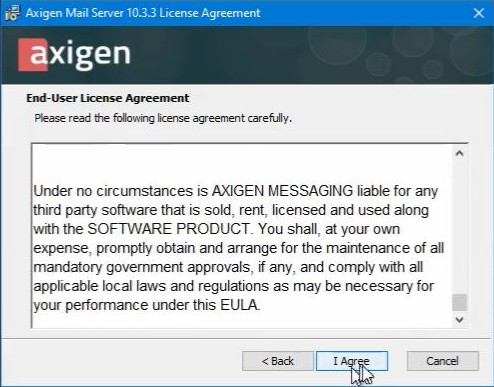 Axigen Mail Server 10.3.3 License Agreement
axigen
End-User License Agreement
Please read the following license agreement carefully.
Under no circumstances is AXIGEN MESSAGING liable for any
third party software that is sold, rent, licensed and used along
with the SOFTWARE PRODUCT. You shall, at your own
expense, promptly obtain and arrange for the maintenance of all
mandatory government approvals, if any, and comply with all
applicable local laws and regulations as may be necessary for
your performance under this EULA.
< Back
I Agree
Cancel